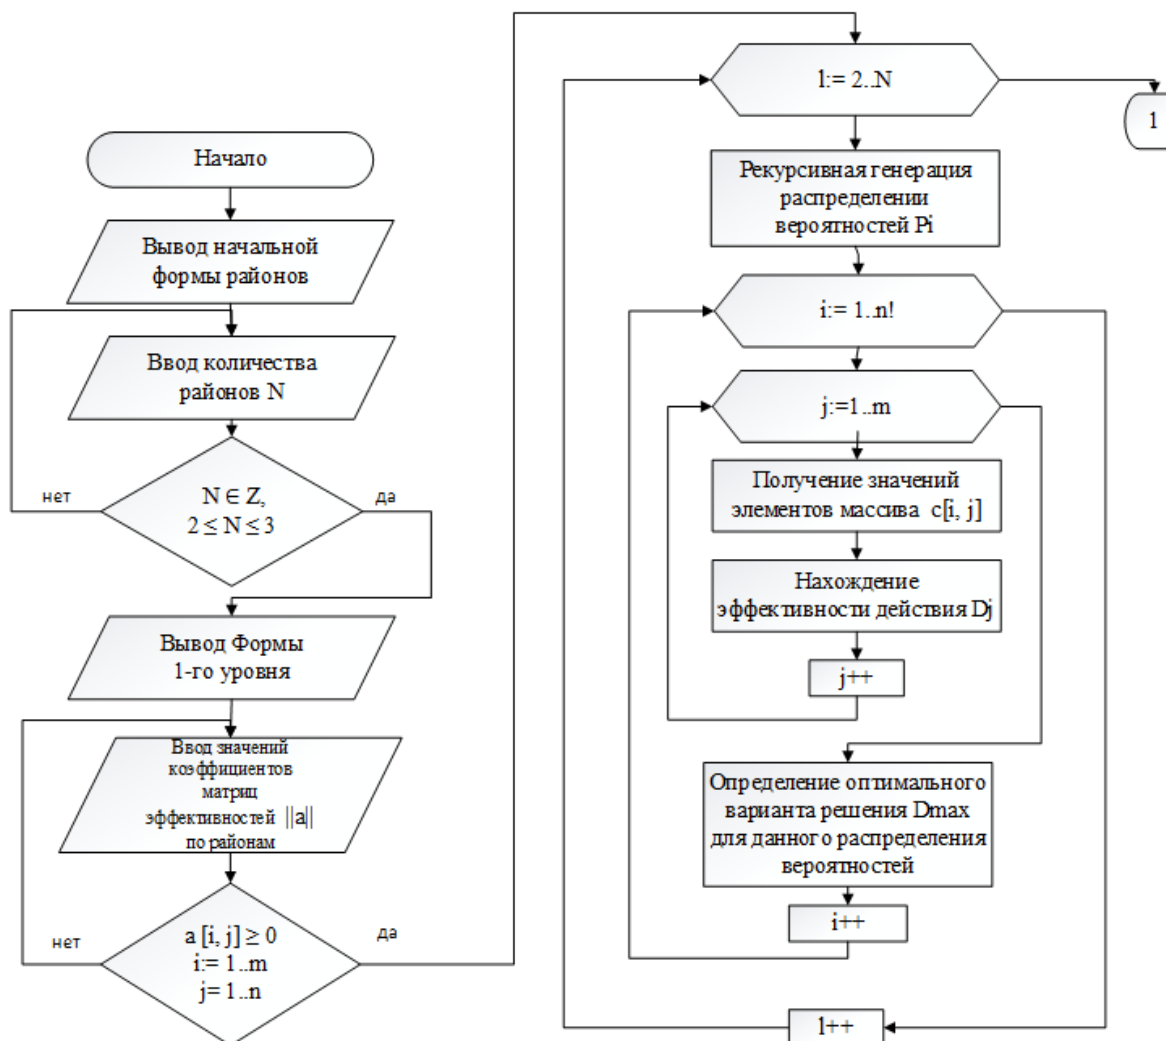 Начало
Вывод начальной
формы районов
Ввод количества
районов N
N ∈ Z,
2 ≤ N ≤ 3
нет
да
Вывод Формы
1-го уровня
Ввод значений
коэффициентов
матриц
эффективностей ||a||
по районам
a [i, j] ≥ 0
i:= 1..m
j= 1..n
нет
да
l:= 2..N
1
Рекурсивная генерация
распределении
вероятностей Pi
i:= 1..n!
j:=1..m
Получение значений
элементов массива c[i, j]
Нахождение
эффективности действия Dj
j++
Определение оптимального
варианта решения Dmax
для данного распределения
вероятностей
i++
l++